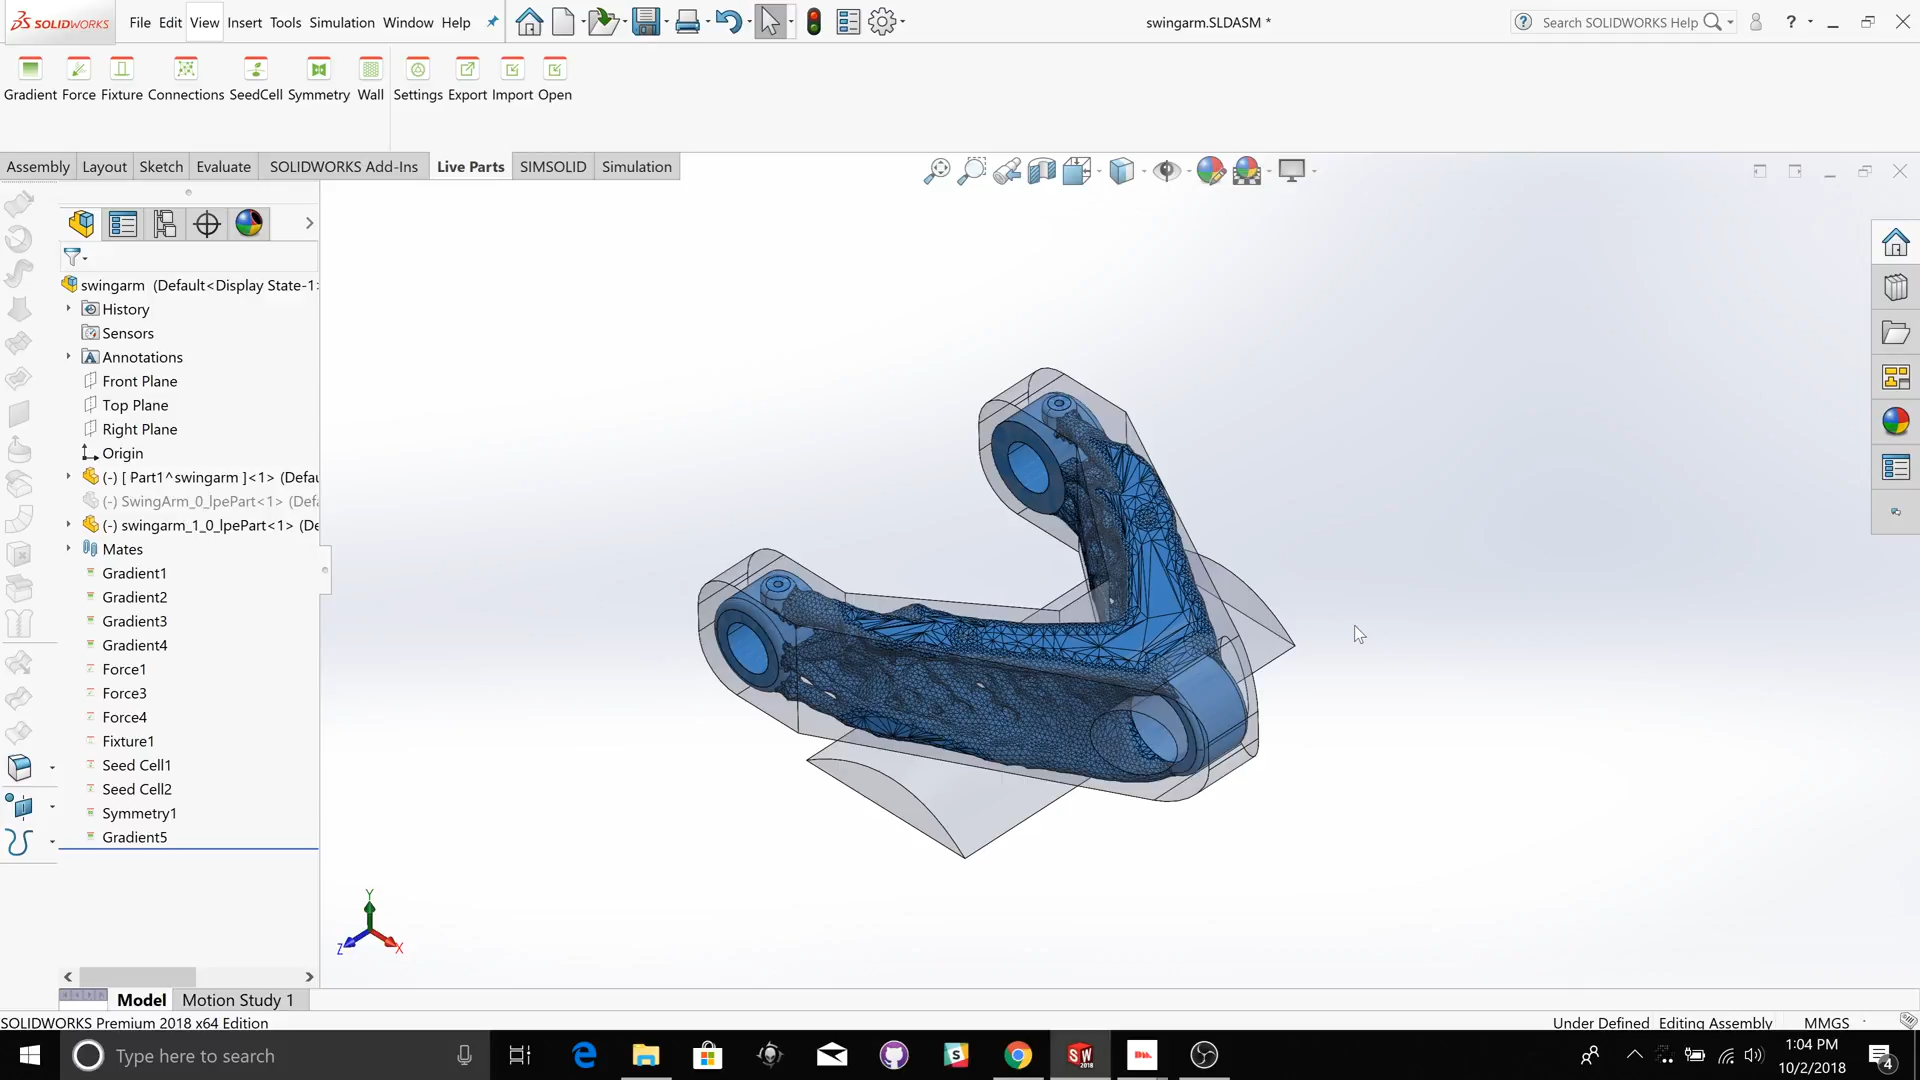 SOLIDWORKS File Edit View Insert Tools Simulation Window Help swingarm.SLDASM * Search SOLIDWORKS Help ?
Gradient Force Fixture Connections SeedCell Symmetry Wall Settings Export Import Open
Assembly Layout Sketch Evaluate SOLIDWORKS Add-Ins Live Parts SIMSOLID Simulation
swingarm (Default<Display State-1>
History
Sensors
Annotations
Front Plane
Top Plane
Right Plane
Origin
(-) [ Part1^swingarm ]<1> (Defau
(-) SwingArm_0_lpePart<1> (Defa
(-) swingarm_1_0_lpePart<1> (De
Mates
Gradient1
Gradient2
Gradient3
Gradient4
Force1
Force3
Force4
Fixture1
Seed Cell1
Seed Cell2
Symmetry1
Gradient5
Y
Z X
Model Motion Study 1
SOLIDWORKS Premium 2018 x64 Edition Under Defined Editing Assembly MMGS
Type here to search 1:04 PM
10/2/2018 4